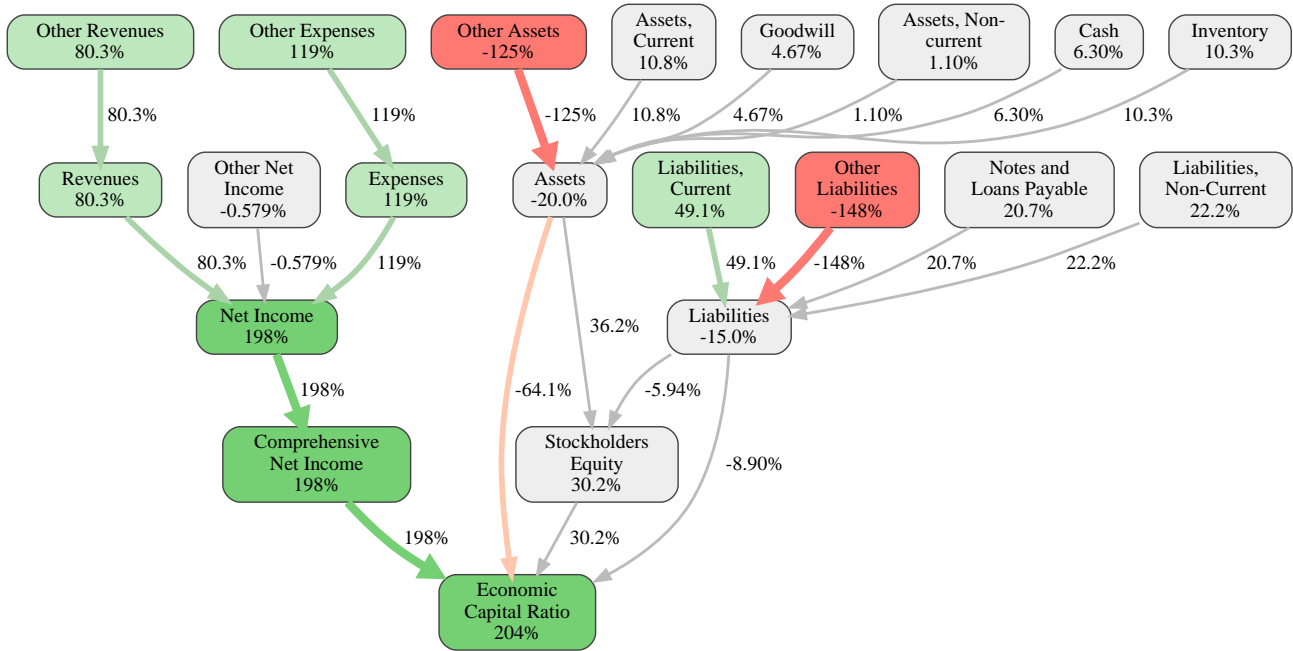 Other Revenues
80.3%
Other Expenses
119%
Other Assets
-125%
Assets,
Current
10.8%
Goodwill
4.67%
Assets, Non-
current
1.10%
Cash
6.30%
Inventory
10.3%
80.3%
119%
-125%
10.8%
4.67%
1.10%
6.30%
10.3%
Revenues
80.3%
Other Net
Income
-0.579%
Expenses
119%
Assets
-20.0%
Liabilities,
Current
49.1%
Other
Liabilities
-148%
Notes and
Loans Payable
20.7%
Liabilities,
Non-Current
22.2%
80.3%
-0.579%
119%
49.1%
-148%
20.7%
22.2%
Net Income
198%
36.2%
Liabilities
-15.0%
198%
-64.1%
-5.94%
Comprehensive
Net Income
198%
Stockholders
Equity
30.2%
-8.90%
198%
30.2%
Economic
Capital Ratio
204%